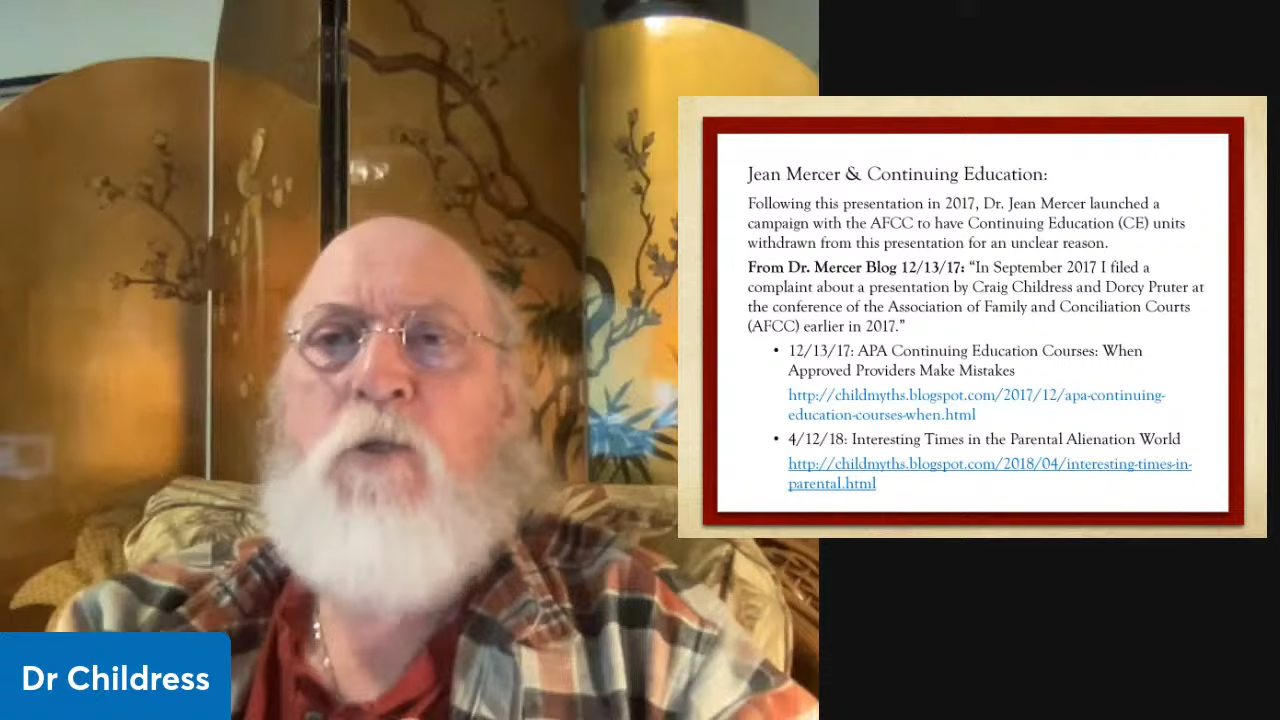 Jean Mercer & Continuing Education:
Following this presentation in 2017, Dr. Jean Mercer launched a
campaign with the AFCC to have Continuing Education (CE) units
withdrawn from this presentation for an unclear reason.
From Dr. Mercer Blog 12/13/17: “In September 2017 I filed a
complaint about a presentation by Craig Childress and Dorcy Pruter at
the conference of the Association of Family and Conciliation Courts
(AFCC) earlier in 2017.”
• 12/13/17: APA Continuing Education Courses: When
Approved Providers Make Mistakes
http://childmyths.blogspot.com/2017/12/apa-continuing-
education-courses-when.html
• 4/12/18: Interesting Times in the Parental Alienation World
http://childmyths.blogspot.com/2018/04/interesting-times-in-
parental.html
Dr Childress